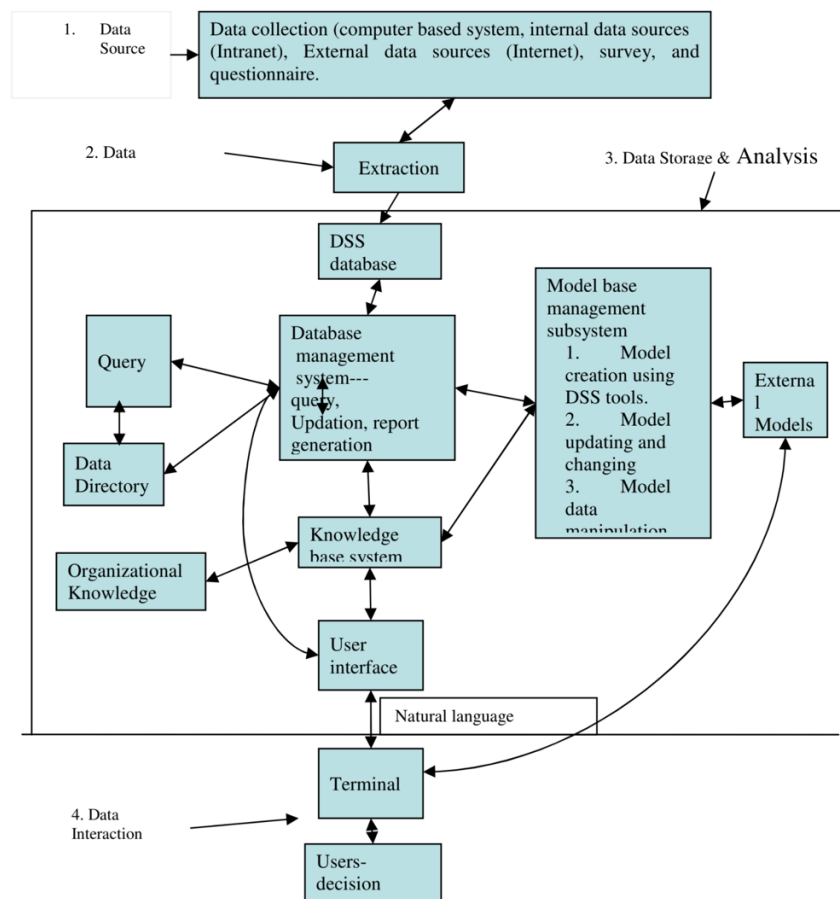 1. Data
Source
Data collection (computer based system, internal data sources
(Intranet), External data sources (Internet), survey, and
questionnaire.
2. Data
Extraction
3. Data Storage & Analysis
DSS
database
Query
Database
management
system---
query,
Updation, report
generation
Model base
management
subsystem
1. Model
creation using
DSS tools.
2. Model
updating and
changing
3. Model
data
manipulation
Externa
l
Models
Data
Directory
Knowledge
base system
Organizational
Knowledge
User
interface
Natural language
Terminal
4. Data
Interaction
Users-
decision